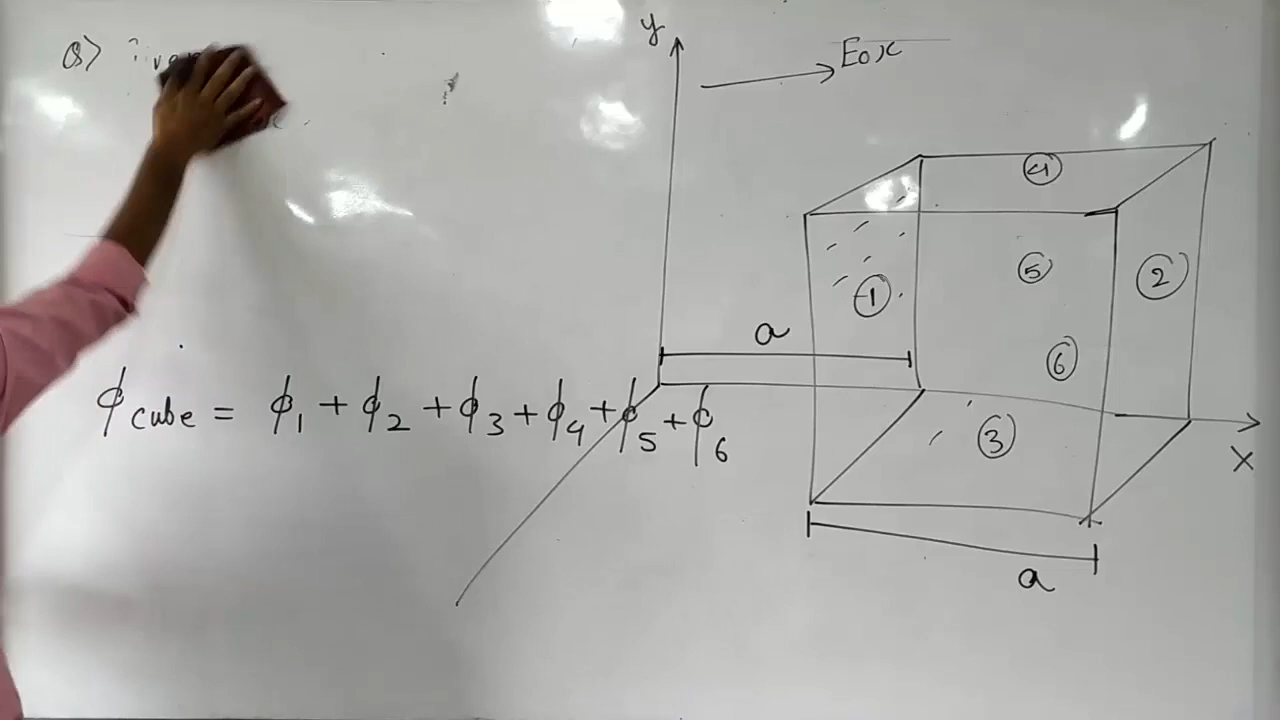 Q>
y
E₀x
④
⑤
②
①
a
⑥
ϕcube = ϕ₁ + ϕ₂ + ϕ₃ + ϕ₄ + ϕ₅ + ϕ₆
③
X
a